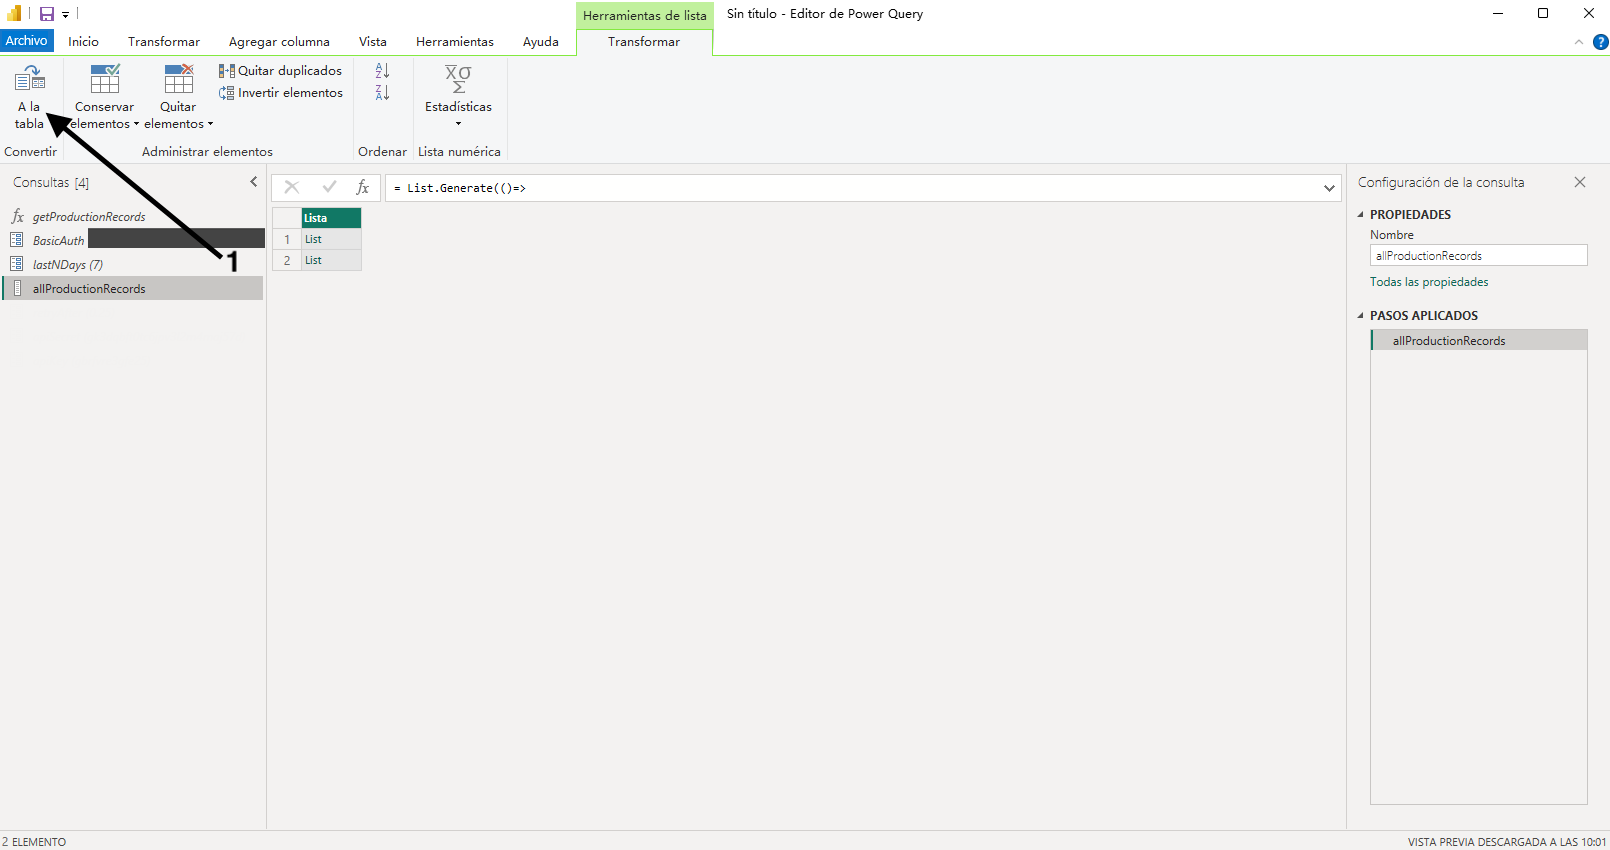 Herramientas de lista
Sin título - Editor de Power Query
Archivo
Inicio
Transformar
Agregar columna
Vista
Herramientas
Ayuda
Transformar
?
A la
tabla
Conservar
elementos
Quitar
elementos
Quitar duplicados
Invertir elementos
A
Z
Z
A
X̅σ
Σ
Estadísticas
Convertir
Administrar elementos
Ordenar
Lista numérica
Consultas [4]
fx getProductionRecords
BasicAuth
lastNDays (7)
allProductionRecords
1
fx
= List.Generate(()=>
Lista
1 List
2 List
Configuración de la consulta
PROPIEDADES
Nombre
allProductionRecords
Todas las propiedades
PASOS APLICADOS
allProductionRecords
2 ELEMENTO
VISTA PREVIA DESCARGADA A LAS 10:01